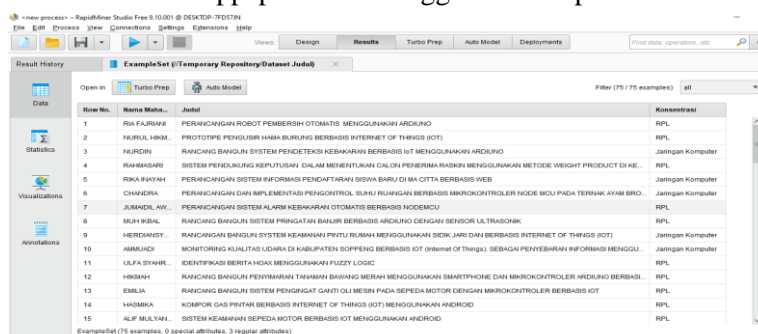 <new process> – RapidMiner Studio Free 9.10.001 @ DESKTOP-7FD57IN
File Edit Process View Connections Settings Extensions Help
Views: Design Results Turbo Prep Auto Model Deployments Find data, operators...etc
Result History ExampleSet (//Temporary Repository/Dataset Judul)
Open in Turbo Prep Auto Model Filter (75 / 75 examples): all
Data
Statistics
Visualizations
Annotations
Row No. Nama Maha... Judul Konsentrasi
1 RIA FAJRIANI PERANCANGAN ROBOT PEMBERSIH OTOMATIS MENGGUNAKAN ARDUINO RPL
2 NURUL HIKM... PROTOTIPE PENGUSIR HAMA BURUNG BERBASIS INTERNET OF THINGS (IOT) RPL
3 NURDIN RANCANG BANGUN SYSTEM PENDETEKSI KEBAKARAN BERBASIS IoT MENGGUNAKAN ARDIUNO Jaringan Komputer
4 RAHMASARI SISTEM PENDUKUNG KEPUTUSAN DALAM MENENTUKAN CALON PENERIMA RASKIN MENGGUNAKAN METODE WEIGHT PRODUCT DI KE... RPL
5 RIKA INAYAH PERANCANGAN SISTEM INFORMASI PENDAFTARAN SISWA BARU DI MA CITTA BERBASIS WEB Jaringan Komputer
6 CHANDRA PERANCANGAN DAN IMPLEMENTASI PENGONTROL SUHU RUANGAN BERBASIS MIKROKONTROLER NODE MCU PADA TERNAK AYAM BRO... Jaringan Komputer
7 JUMAIDIL AW... PERANCANGAN SISTEM ALARM KEBAKARAN OTOMATIS BERBASIS NODEMCU RPL
8 MUH IKBAL RANCANG BANGUN SISTEM PRINGATAN BANJIR BERBASIS ARDIUNO DENGAN SENSOR ULTRASONIK RPL
9 HERDIANSY... RANCANGAN BANGUN SYSTEM KEAMANAN PINTU RUMAH MENGGUNAKAN SIDIK JARI DAN BERBASIS INTERNET OF THINGS (IOT) Jaringan Komputer
10 AMMUADI MONITORING KUALITAS UDARA DI KABUPATEN SOPPENG BERBASIS IOT (Internet Of Things). SEBAGAI PENYEBARAN INFORMASI MENGGU... Jaringan Komputer
11 ULFA SYAHR... IDENTIFIKASI BERITA HOAX MENGGUNAKAN FUZZY LOGIC RPL
12 HIKMAH RANCANG BANGUN PENYIMARAN TANAMAN BAWANG MERAH MENGGUNAKAN SMARTPHONE DAN MIKROKONTROLER ARDIUNO BERBASI... RPL
13 EMILIA RANCANG BANGUN SISTEM PENGINGAT GANTI OLI MESIN PADA SEPEDA MOTOR DENGAN MIKROKONTROLER BERBASIS IOT RPL
14 HASMIKA KOMPOR GAS PINTAR BERBASIS INTERNET OF THINGS (IOT) MENGGUNAKAN ANDROID RPL
15 ALIF MULYAN... SISTEM KEAMANAN SEPEDA MOTOR BERBASIS IOT MENGGUNAKAN ANDROID RPL
ExampleSet (75 examples, 0 special attributes, 3 regular attributes)